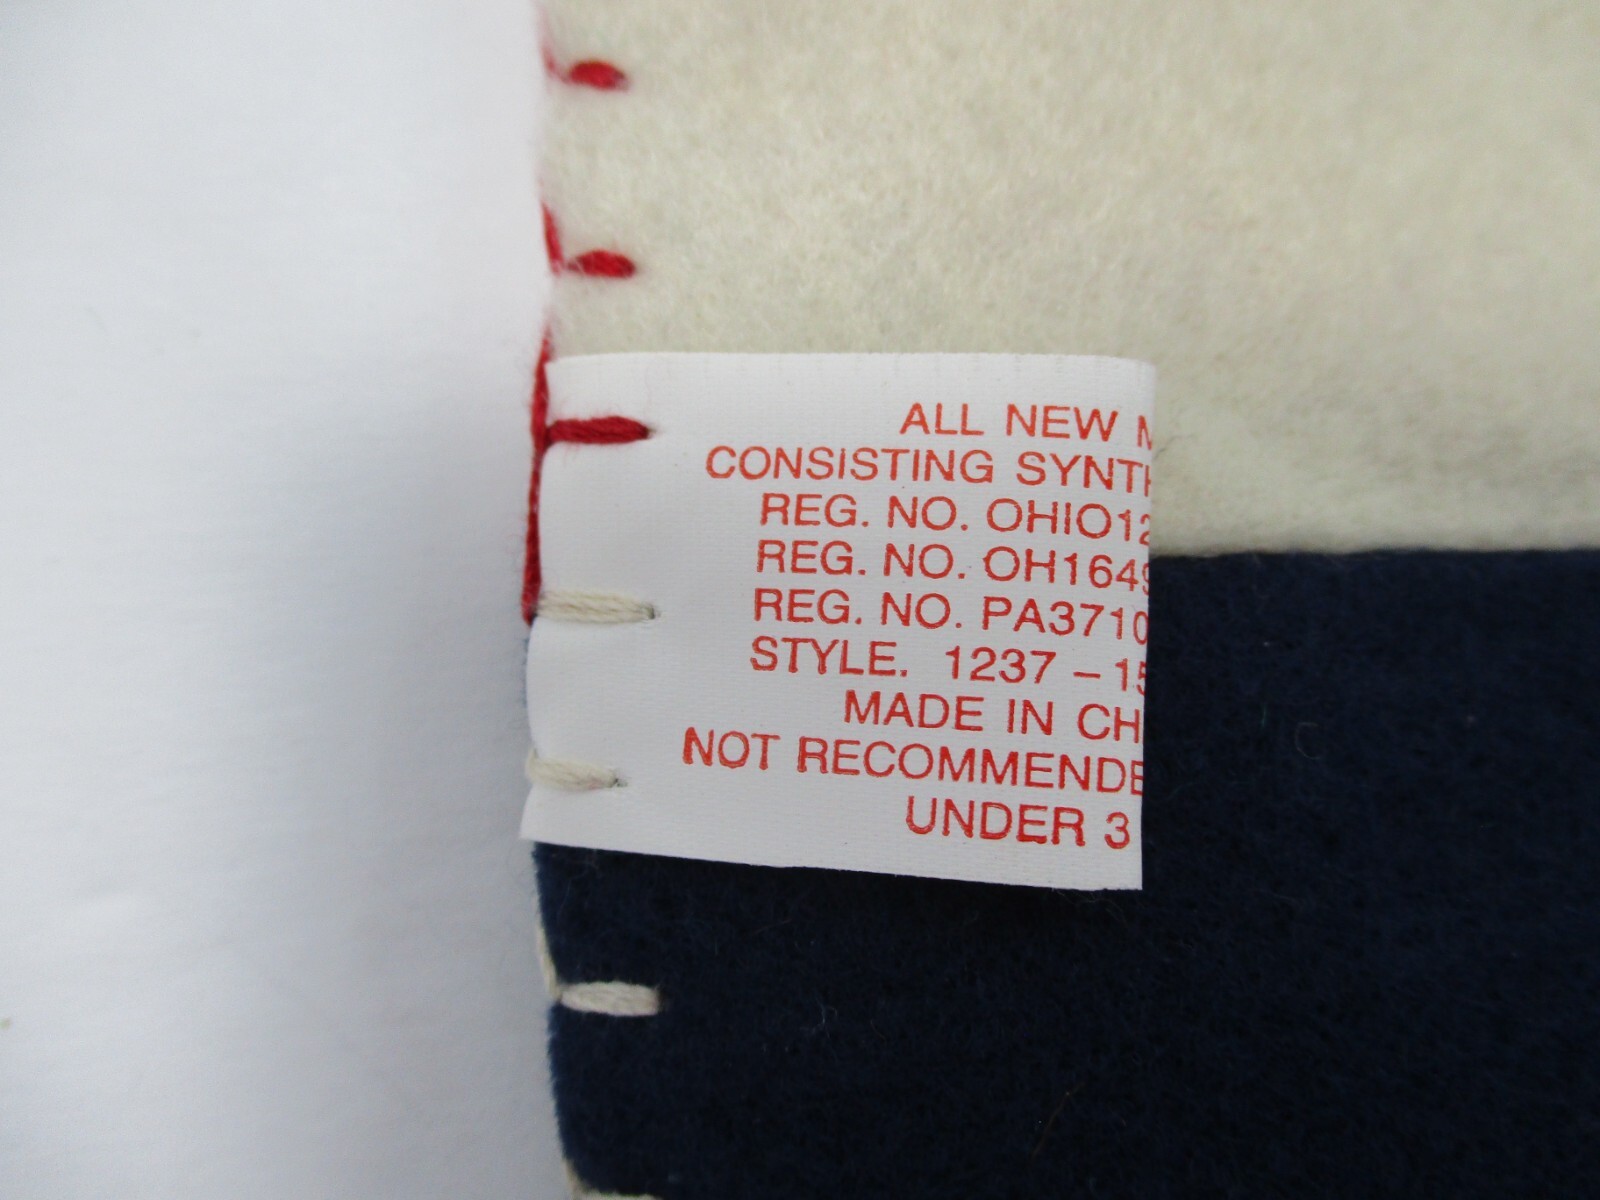 ALL NEW M
CONSISTING SYNTH
REG. NO. OHIO12
REG. NO. OH1649
REG. NO. PA3710
STYLE. 1237 – 15
MADE IN CH
NOT RECOMMENDE
UNDER 3